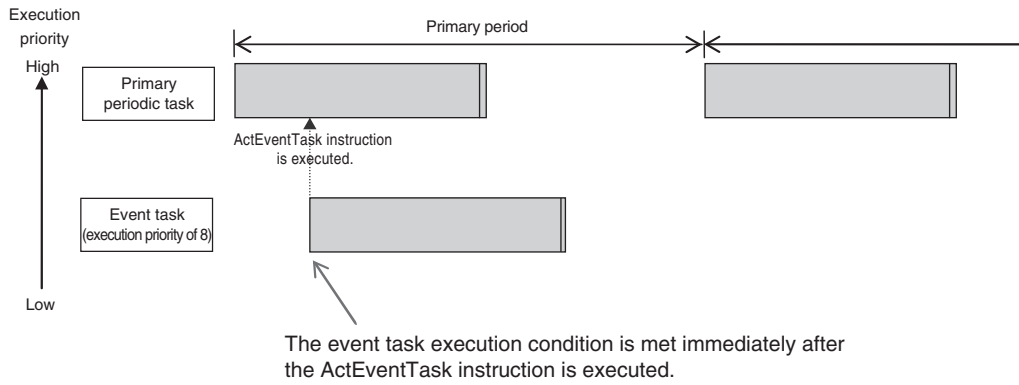 Execution
priority
High
Primary period
Primary
periodic task
ActEventTask instruction
is executed.
Event task
(execution priority of 8)
Low
The event task execution condition is met immediately after
the ActEventTask instruction is executed.